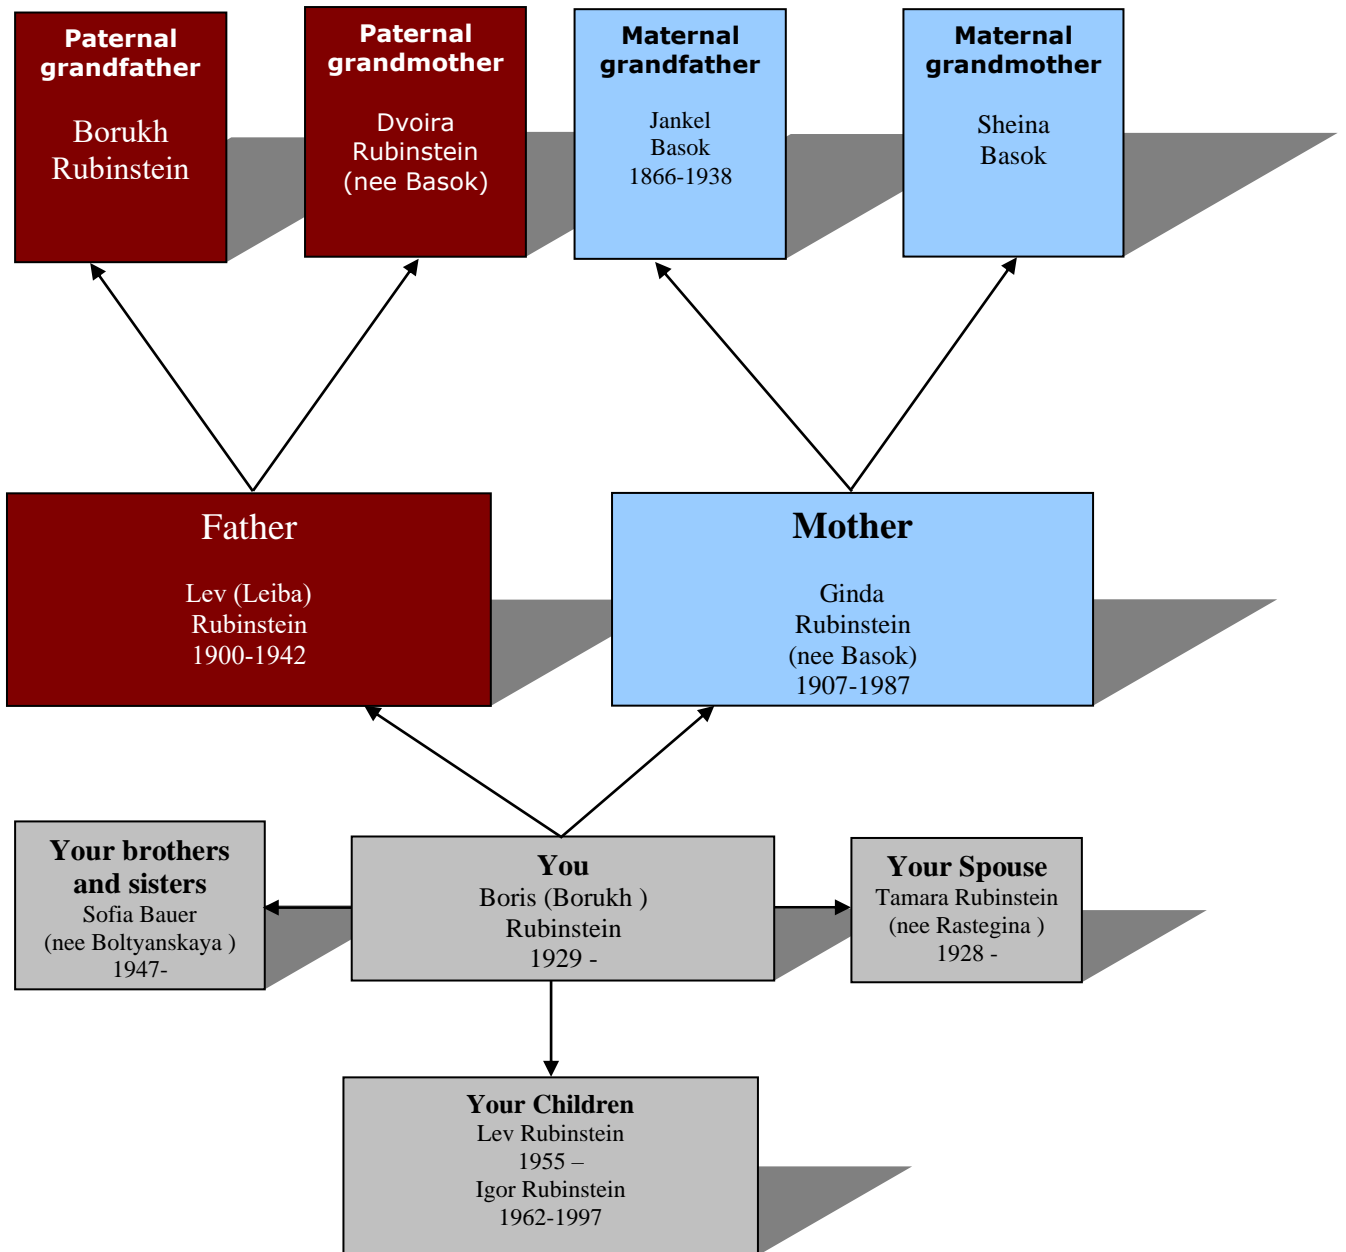 Paternal
grandfather
Borukh
Rubinstein
Paternal
grandmother
Dvoira
Rubinstein
(nee Basok)
Maternal
grandfather
Jankel
Basok
1866-1938
Maternal
grandmother
Sheina
Basok
Father
Lev (Leiba)
Rubinstein
1900-1942
Mother
Ginda
Rubinstein
(nee Basok)
1907-1987
Your brothers
and sisters
Sofia Bauer
(nee Boltyanskaya )
1947-
You
Boris (Borukh )
Rubinstein
1929 -
Your Spouse
Tamara Rubinstein
(nee Rastegina )
1928 -
Your Children
Lev Rubinstein
1955 –
Igor Rubinstein
1962-1997